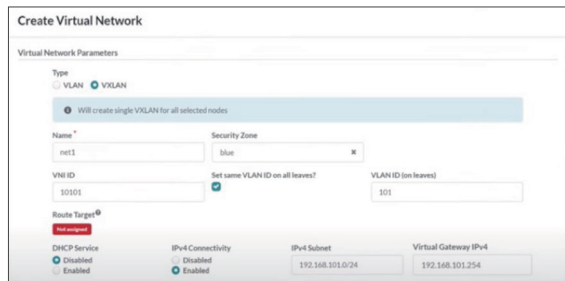 Create Virtual Network
Virtual Network Parameters
Type
VLAN VXLAN
Will create single VXLAN for all selected nodes
Name * Security Zone
net1 blue
VNI ID Set same VLAN ID on all leaves? VLAN ID (on leaves)
10101 101
Route Target
Not assigned
DHCP Service IPv4 Connectivity IPv4 Subnet Virtual Gateway IPv4
Disabled Disabled 192.168.101.0/24 192.168.101.254
Enabled Enabled